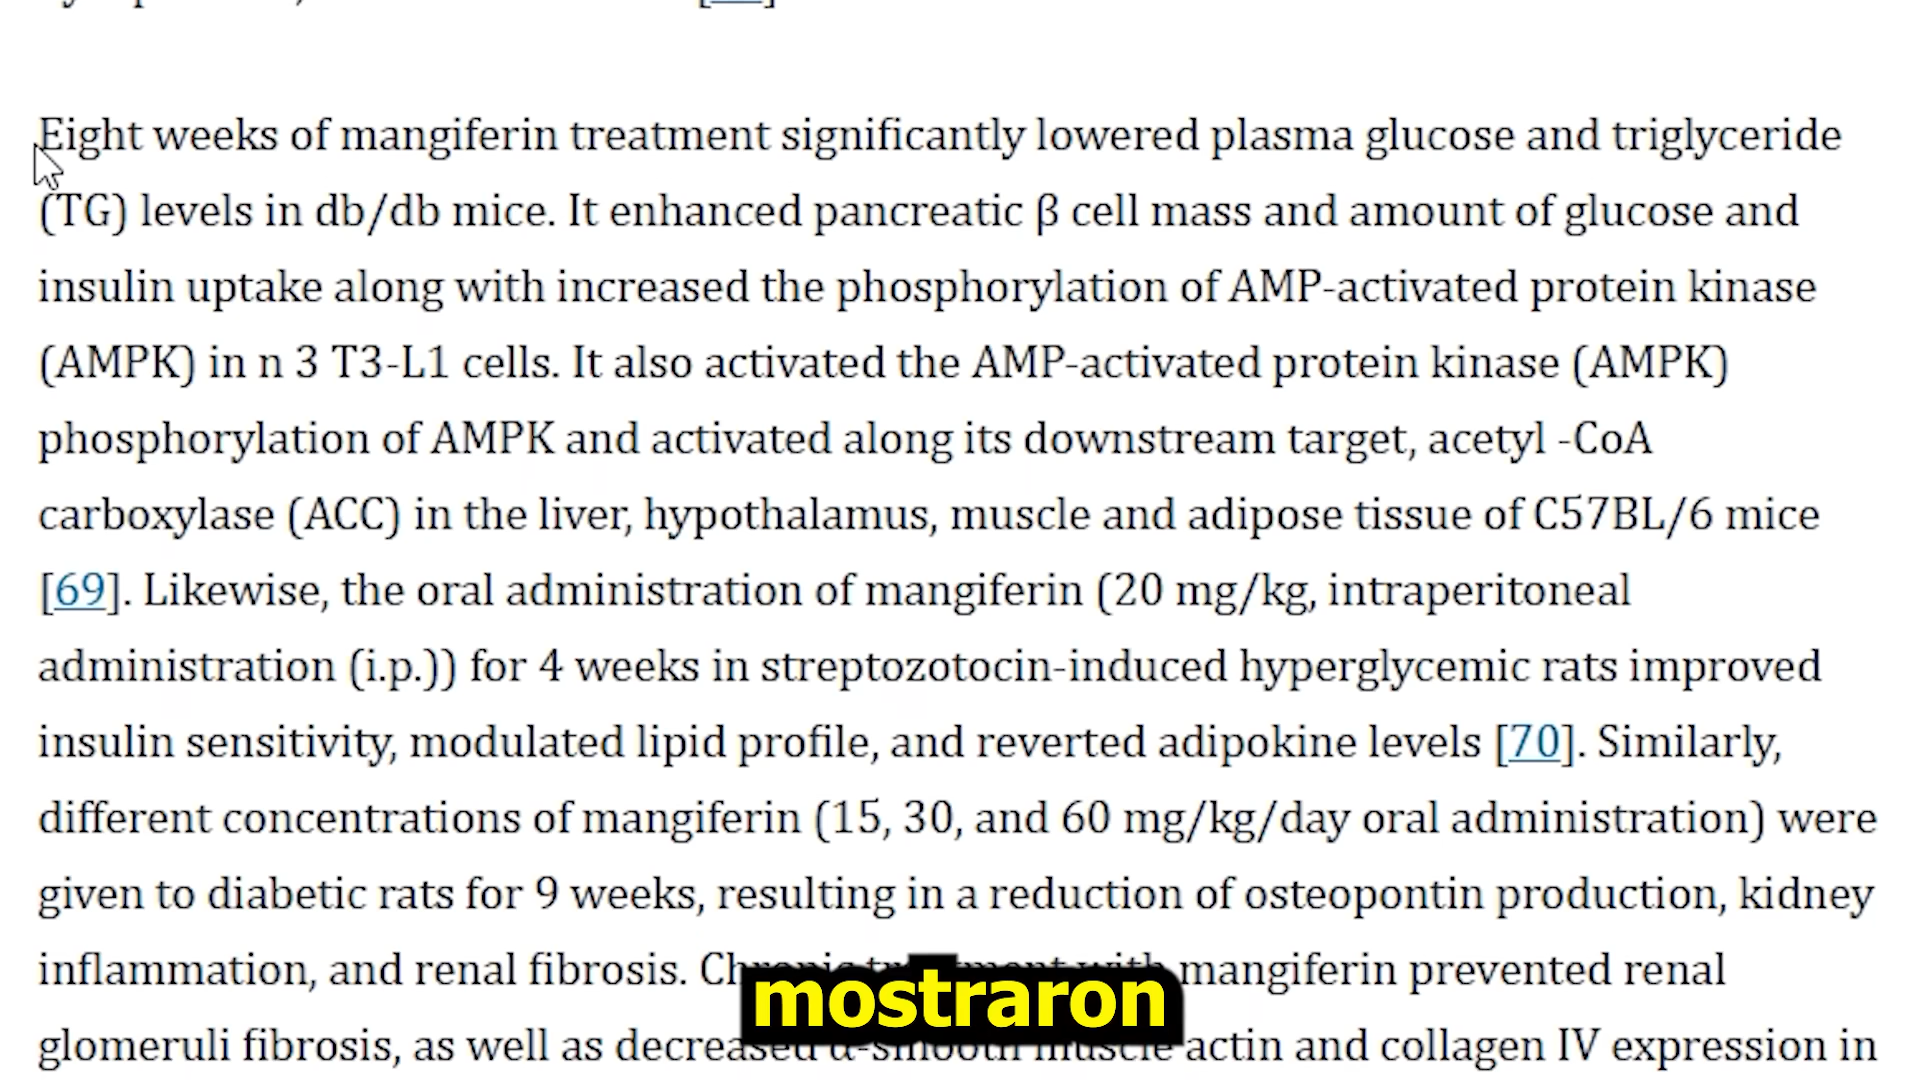 Eight weeks of mangiferin treatment significantly lowered plasma glucose and triglyceride
(TG) levels in db/db mice. It enhanced pancreatic β cell mass and amount of glucose and
insulin uptake along with increased the phosphorylation of AMP-activated protein kinase
(AMPK) in n 3 T3-L1 cells. It also activated the AMP-activated protein kinase (AMPK)
phosphorylation of AMPK and activated along its downstream target, acetyl -CoA
carboxylase (ACC) in the liver, hypothalamus, muscle and adipose tissue of C57BL/6 mice
[69]. Likewise, the oral administration of mangiferin (20 mg/kg, intraperitoneal
administration (i.p.)) for 4 weeks in streptozotocin-induced hyperglycemic rats improved
insulin sensitivity, modulated lipid profile, and reverted adipokine levels [70]. Similarly,
different concentrations of mangiferin (15, 30, and 60 mg/kg/day oral administration) were
given to diabetic rats for 9 weeks, resulting in a reduction of osteopontin production, kidney
inflammation, and renal fibrosis. Chronic treatment with mangiferin prevented renal
mostraron
glomeruli fibrosis, as well as decreased α-smooth muscle actin and collagen IV expression in